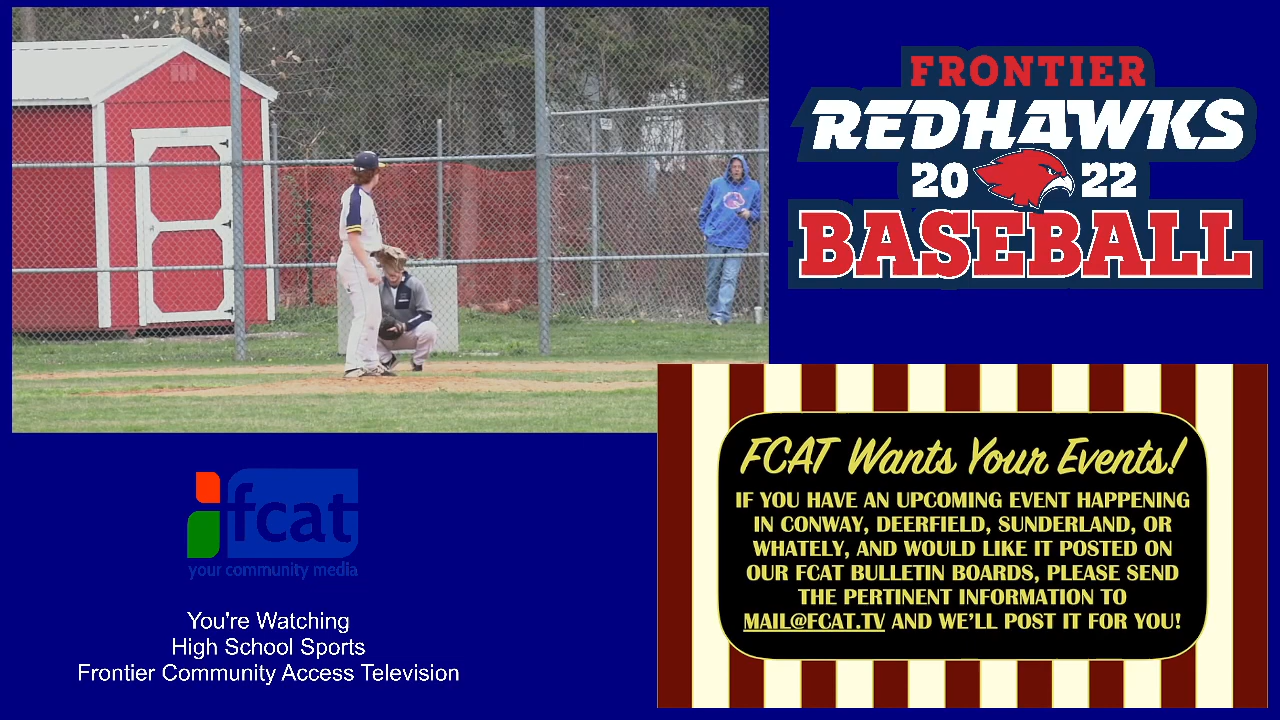 FRONTIER
REDHAWKS
20 22
BASEBALL
FCAT Wants Your Events!
IF YOU HAVE AN UPCOMING EVENT HAPPENING
IN CONWAY, DEERFIELD, SUNDERLAND, OR
WHATELY, AND WOULD LIKE IT POSTED ON
OUR FCAT BULLETIN BOARDS, PLEASE SEND
THE PERTINENT INFORMATION TO
MAIL@FCAT.TV AND WE'LL POST IT FOR YOU!
fcat
your community media
You're Watching
High School Sports
Frontier Community Access Television